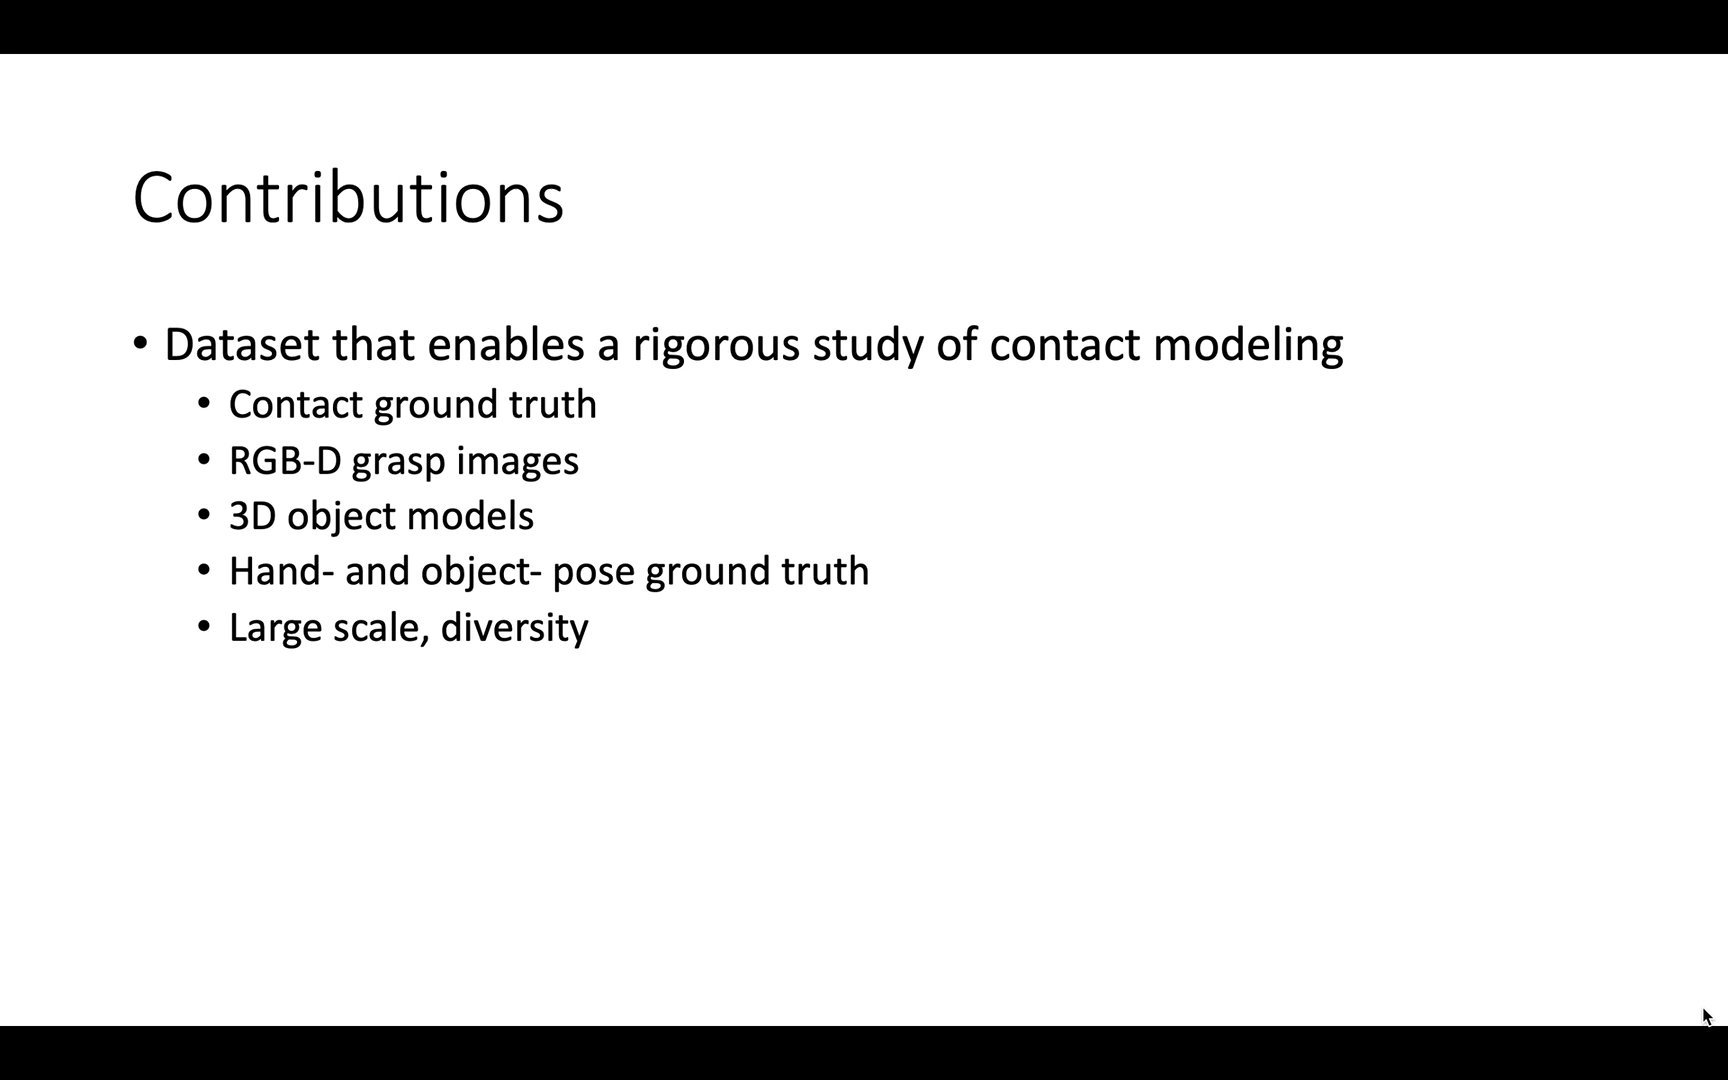 Contributions
• Dataset that enables a rigorous study of contact modeling
• Contact ground truth
• RGB-D grasp images
• 3D object models
• Hand- and object- pose ground truth
• Large scale, diversity